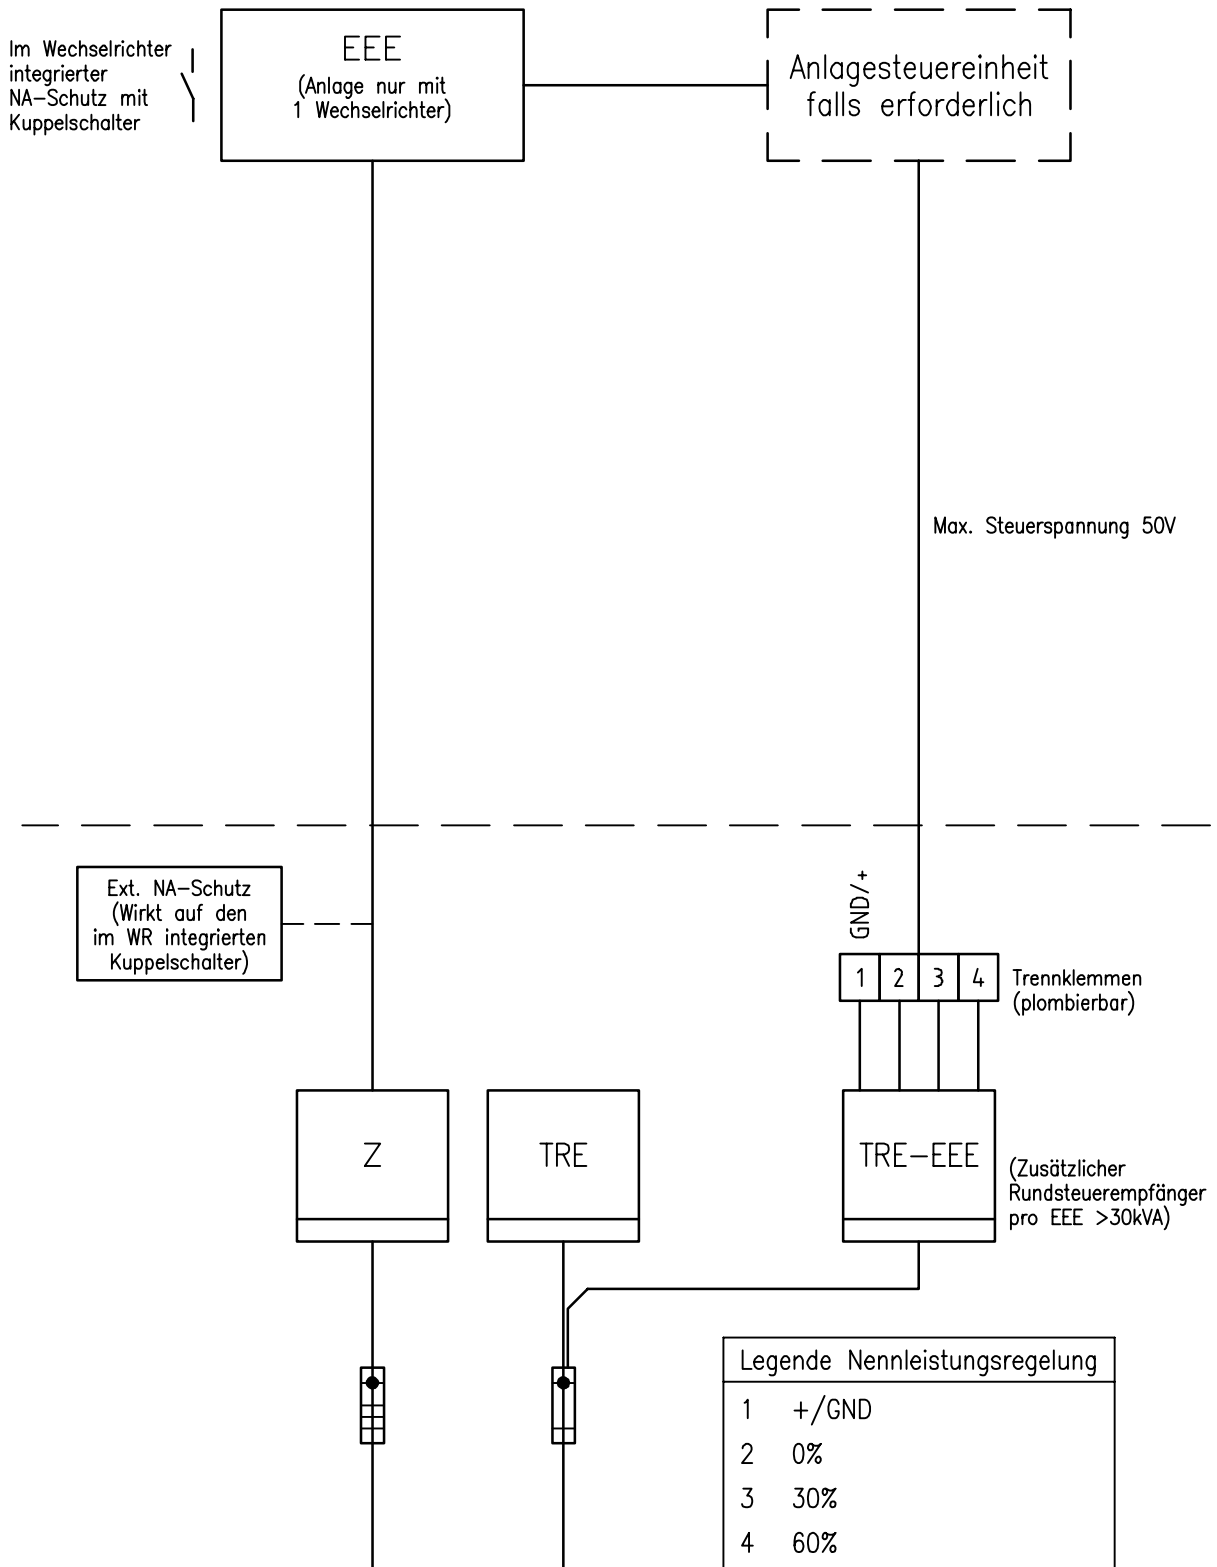 Im Wechselrichter
integrierter
NA-Schutz mit
Kuppelschalter
EEE
(Anlage nur mit
1 Wechselrichter)
Anlagesteuereinheit
falls erforderlich
Max. Steuerspannung 50V
Ext. NA-Schutz
(Wirkt auf den
im WR integrierten
Kuppelschalter)
GND/+
1 2 3 4
Trennklemmen
(plombierbar)
Z
TRE
TRE-EEE
(Zusätzlicher
Rundsteuerempfänger
pro EEE >30kVA)
Legende Nennleistungsregelung
1 +/GND
2 0%
3 30%
4 60%